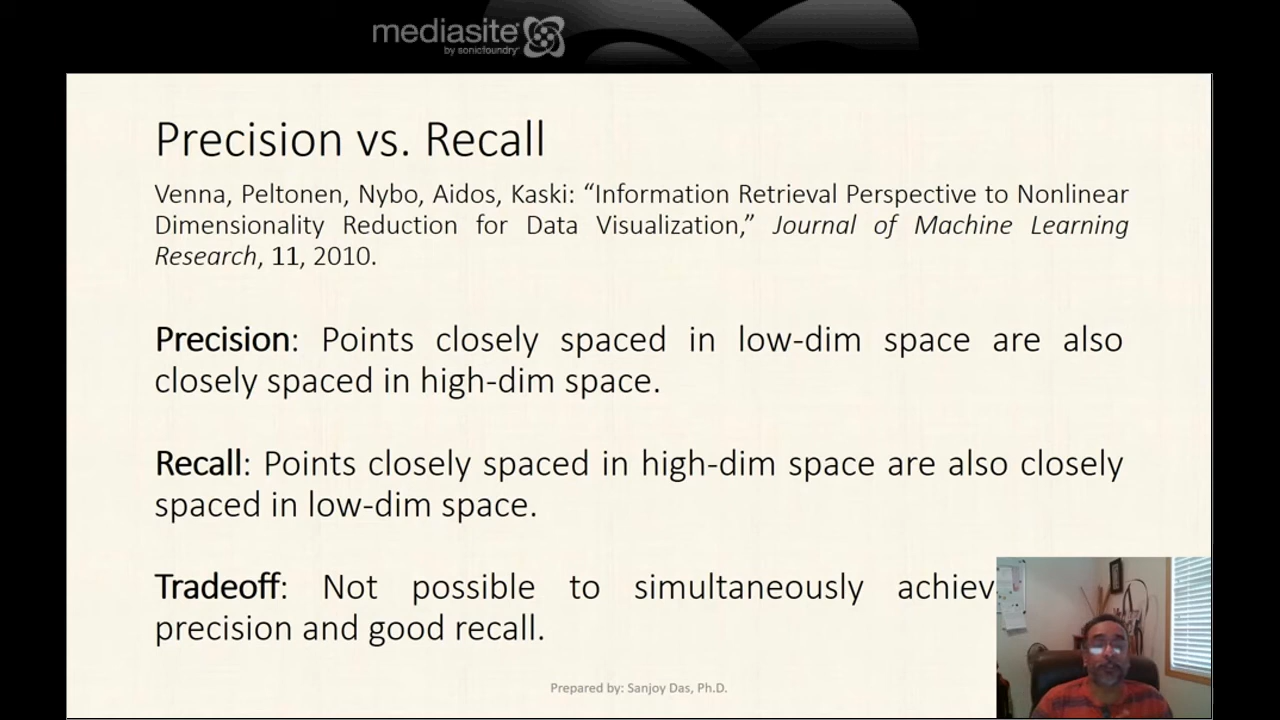 mediasite
by sonicfoundry
Precision vs. Recall
Venna, Peltonen, Nybo, Aidos, Kaski: “Information Retrieval Perspective to Nonlinear
Dimensionality Reduction for Data Visualization,” Journal of Machine Learning
Research, 11, 2010.
Precision: Points closely spaced in low-dim space are also
closely spaced in high-dim space.
Recall: Points closely spaced in high-dim space are also closely
spaced in low-dim space.
Tradeoff: Not possible to simultaneously achiev
precision and good recall.
Prepared by: Sanjoy Das, Ph.D.